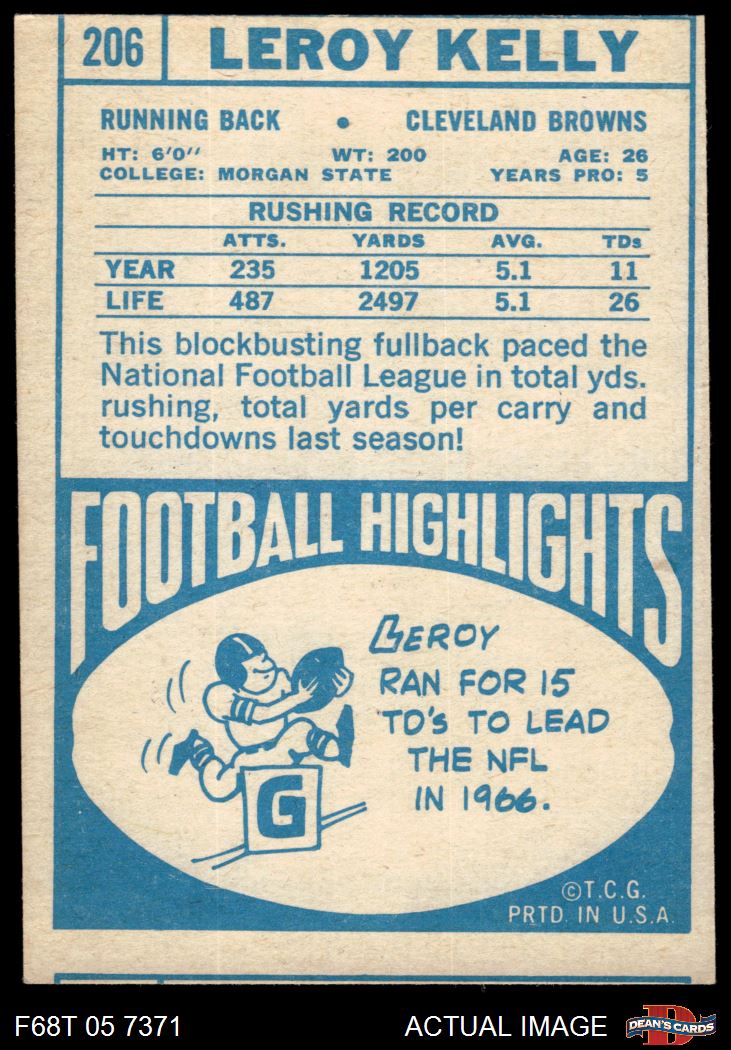 206 LEROY KELLY
RUNNING BACK • CLEVELAND BROWNS
HT: 6'0" WT: 200 AGE: 26
COLLEGE: MORGAN STATE YEARS PRO: 5
RUSHING RECORD
ATTS. YARDS AVG. TDs
YEAR 235 1205 5.1 11
LIFE 487 2497 5.1 26
This blockbusting fullback paced the
National Football League in total yds.
rushing, total yards per carry and
touchdowns last season!
FOOTBALL HIGHLIGHTS
LEROY
RAN FOR 15
TD'S TO LEAD
THE NFL
IN 1966.
G
©T.C.G.
PRTD. IN U.S.A.
F68T 05 7371 ACTUAL IMAGE D DEAN'S CARDS